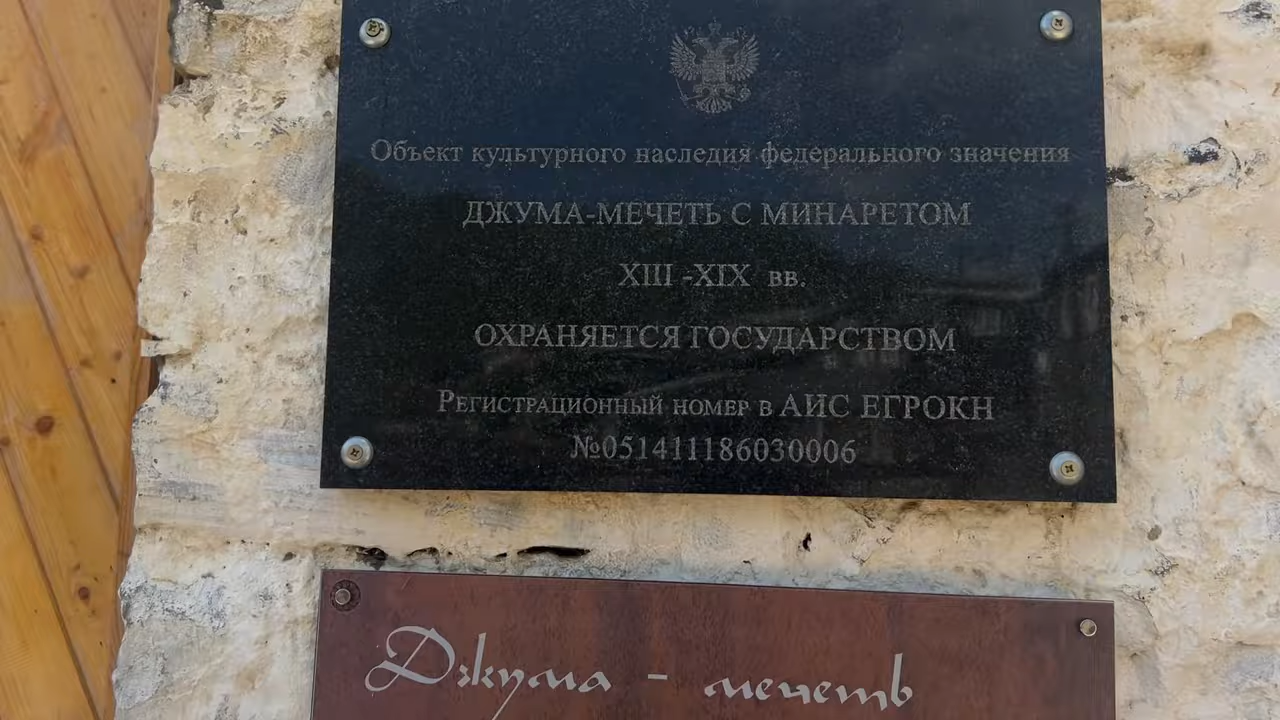 Объект культурного наследия федерального значения
ДЖУМА-МЕЧЕТЬ С МИНАРЕТОМ
XIII -XIX вв.
ОХРАНЯЕТСЯ ГОСУДАРСТВОМ
Регистрационный номер в АИС ЕГРОКН
№051411186030006
Джума - мечеть